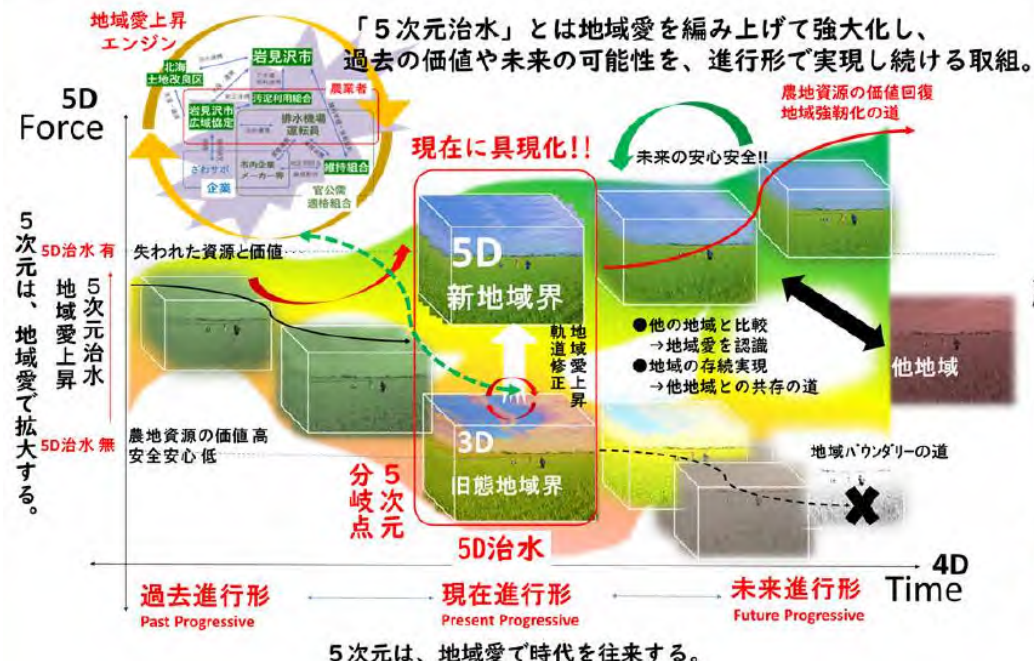 「5次元治水」とは地域愛を編み上げて強大化し、
過去の価値や未来の可能性を、進行形で実現し続ける取組。
地域愛上昇
エンジン
岩見沢市
北海
土地改良区
農業者
汚泥利用組合
岩見沢市
広域協定
排水機場
運転員
さわサポ
市内企業
メーカー等
維持組合
企業
官公需
適格組合
5D
Force
農地資源の価値回復
地域強靭化の道
現在に具現化!!
未来の安心安全!!
5次元は、地域愛で拡大する。
5D治水 有
失われた資源と価値
5次元治水
地域愛上昇
5D
新地域界
地域愛上昇
軌道修正
●他の地域と比較
→地域愛を認識
●地域の存続実現
→他地域との共存の道
他地域
5D治水 無
農地資源の価値 高
安全安心 低
3D
旧態地域界
地域バウンダリーの道
5次元
分岐点
5D治水
4D
Time
過去進行形
Past Progressive
現在進行形
Present Progressive
未来進行形
Future Progressive
5次元は、地域愛で時代を往来する。